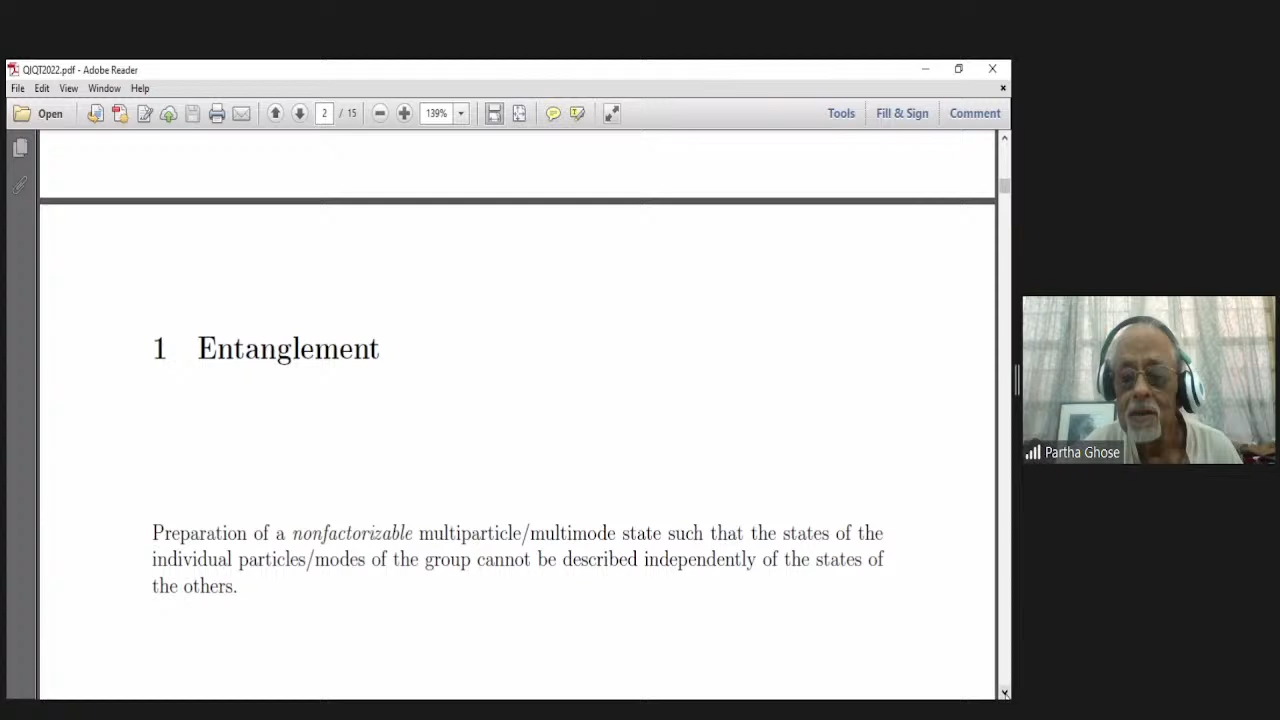 QIQT2022.pdf - Adobe Reader
File Edit View Window Help
Open 2 / 15 139% Tools Fill & Sign Comment
1 Entanglement
Preparation of a nonfactorizable multiparticle/multimode state such that the states of the
individual particles/modes of the group cannot be described independently of the states of
the others.
Partha Ghose